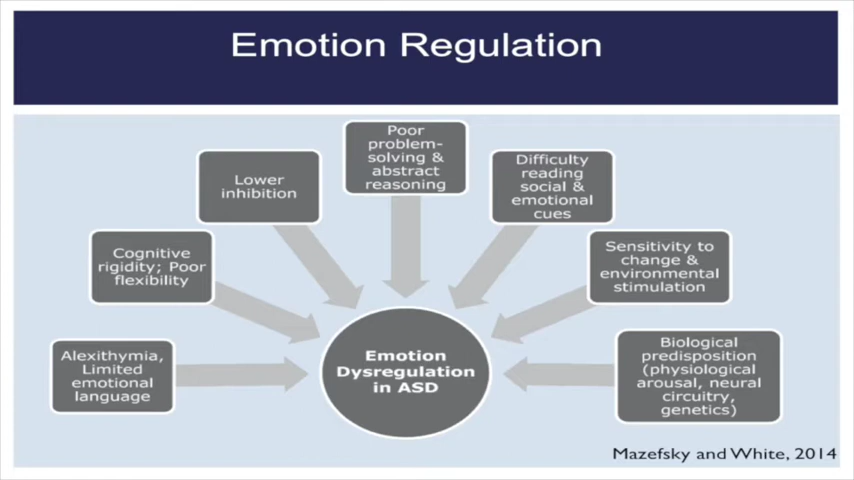 Emotion Regulation
Poor
problem-
solving &
abstract
reasoning
Lower
inhibition
Difficulty
reading
social &
emotional
cues
Cognitive
rigidity; Poor
flexibility
Sensitivity to
change &
environmental
stimulation
Alexithymia,
Limited
emotional
language
Emotion
Dysregulation
in ASD
Biological
predisposition
(physiological
arousal, neural
circuitry,
genetics)
Mazefsky and White, 2014